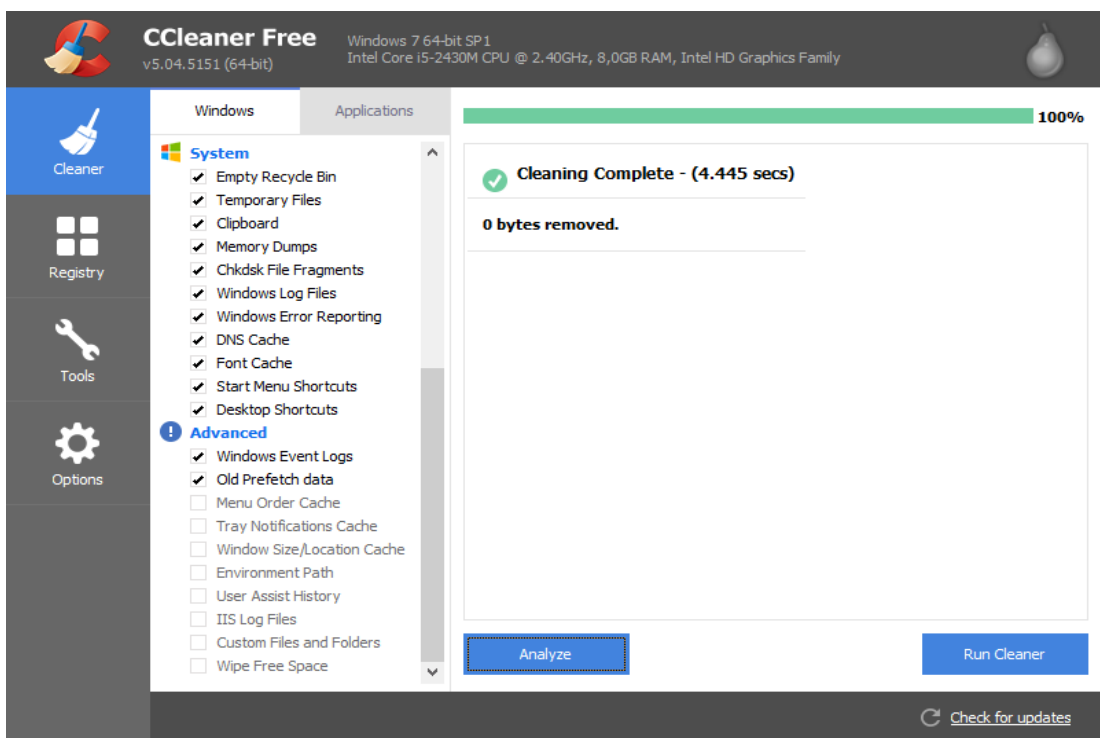 CCleaner Free
v5.04.5151 (64-bit)
Windows 7 64-bit SP1
Intel Core i5-2430M CPU @ 2.40GHz, 8,0GB RAM, Intel HD Graphics Family
Cleaner
Registry
Tools
Options
Windows
Applications
System
Empty Recycle Bin
Temporary Files
Clipboard
Memory Dumps
Chkdsk File Fragments
Windows Log Files
Windows Error Reporting
DNS Cache
Font Cache
Start Menu Shortcuts
Desktop Shortcuts
Advanced
Windows Event Logs
Old Prefetch data
Menu Order Cache
Tray Notifications Cache
Window Size/Location Cache
Environment Path
User Assist History
IIS Log Files
Custom Files and Folders
Wipe Free Space
100%
Cleaning Complete - (4.445 secs)
0 bytes removed.
Analyze
Run Cleaner
Check for updates